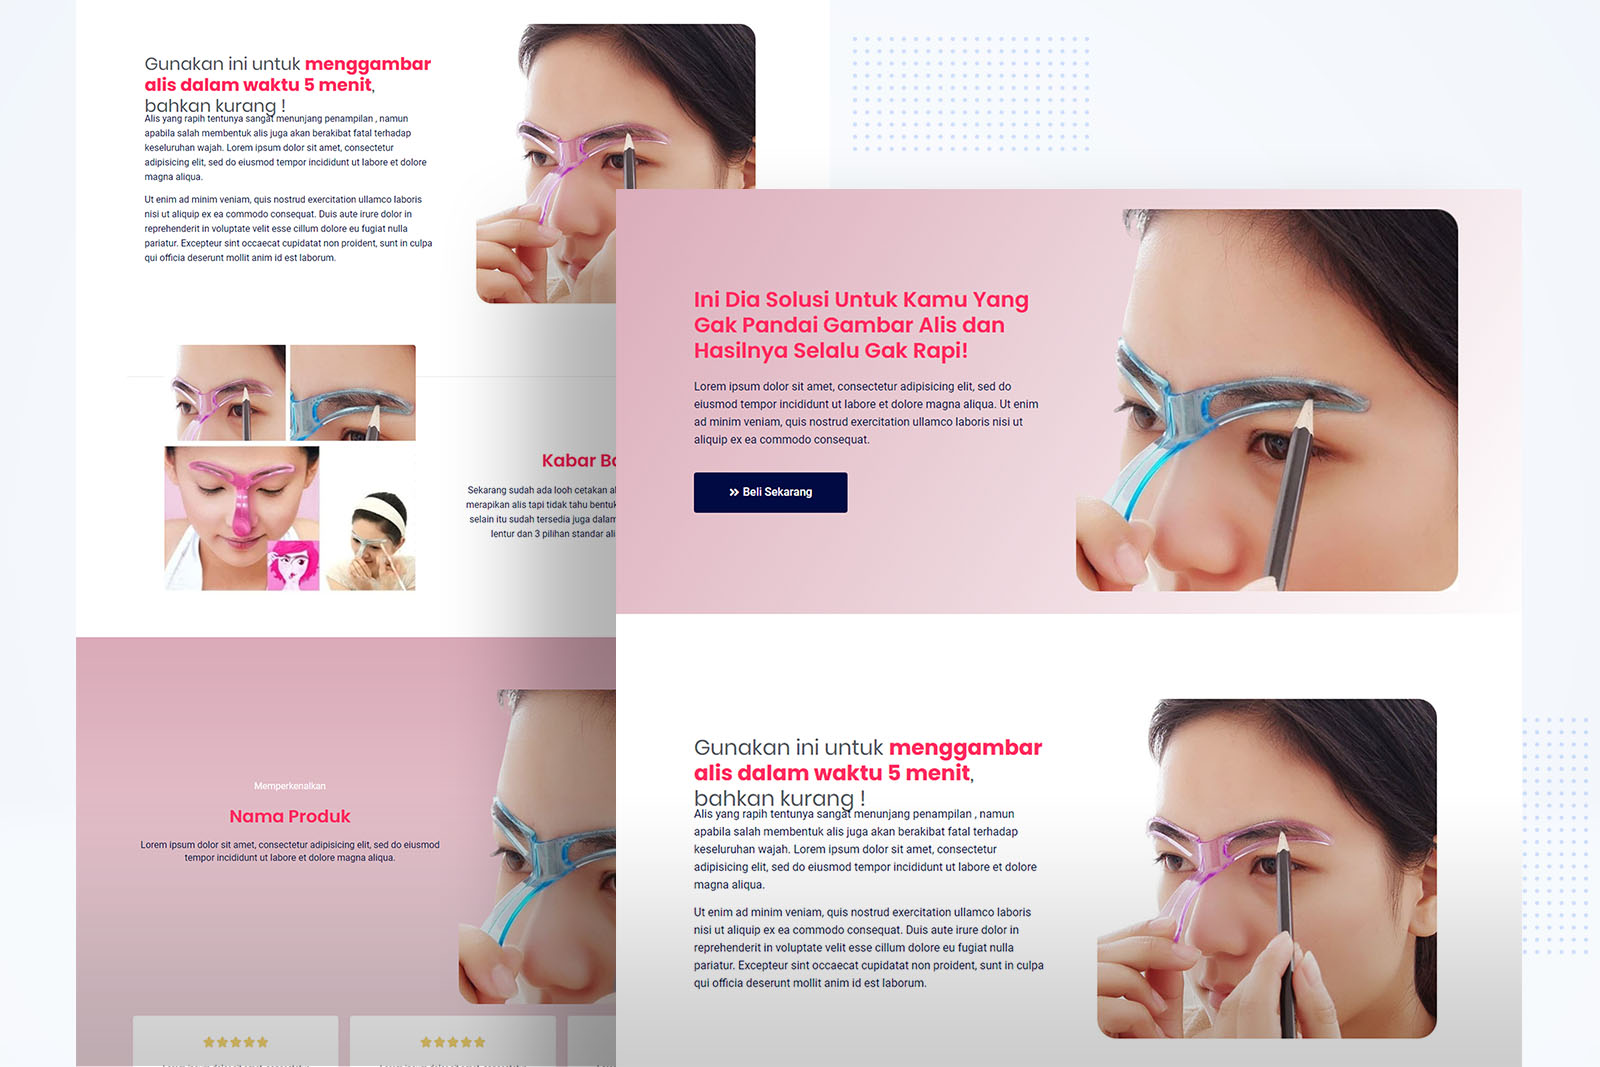 Gunakan ini untuk menggambar
alis dalam waktu 5 menit,
bahkan kurang !
Alis yang rapih tentunya sangat menunjang penampilan , namun
apabila salah membentuk alis juga akan berakibat fatal terhadap
keseluruhan wajah. Lorem ipsum dolor sit amet, consectetur
adipisicing elit, sed do eiusmod tempor incididunt ut labore et dolore
magna aliqua.
Ut enim ad minim veniam, quis nostrud exercitation ullamco laboris
nisi ut aliquip ex ea commodo consequat. Duis aute irure dolor in
reprehenderit in voluptate velit esse cillum dolore eu fugiat nulla
pariatur. Excepteur sint occaecat cupidatat non proident, sunt in culpa
qui officia deserunt mollit anim id est laborum.
Kabar Ba
Sekarang sudah ada looh cetakan al
merapikan alis tapi tidak tahu bentuk
selain itu sudah tersedia juga dalam
lentur dan 3 pilihan standar ali
Memperkenalkan
Nama Produk
Lorem ipsum dolor sit amet, consectetur adipisicing elit, sed do eiusmod
tempor incididunt ut labore et dolore magna aliqua.
Ini Dia Solusi Untuk Kamu Yang
Gak Pandai Gambar Alis dan
Hasilnya Selalu Gak Rapi!
Lorem ipsum dolor sit amet, consectetur adipisicing elit, sed do
eiusmod tempor incididunt ut labore et dolore magna aliqua. Ut enim
ad minim veniam, quis nostrud exercitation ullamco laboris nisi ut
aliquip ex ea commodo consequat.
Beli Sekarang
Gunakan ini untuk menggambar
alis dalam waktu 5 menit,
bahkan kurang !
Alis yang rapih tentunya sangat menunjang penampilan , namun
apabila salah membentuk alis juga akan berakibat fatal terhadap
keseluruhan wajah. Lorem ipsum dolor sit amet, consectetur
adipisicing elit, sed do eiusmod tempor incididunt ut labore et dolore
magna aliqua.
Ut enim ad minim veniam, quis nostrud exercitation ullamco laboris
nisi ut aliquip ex ea commodo consequat. Duis aute irure dolor in
reprehenderit in voluptate velit esse cillum dolore eu fugiat nulla
pariatur. Excepteur sint occaecat cupidatat non proident, sunt in culpa
qui officia deserunt mollit anim id est laborum.